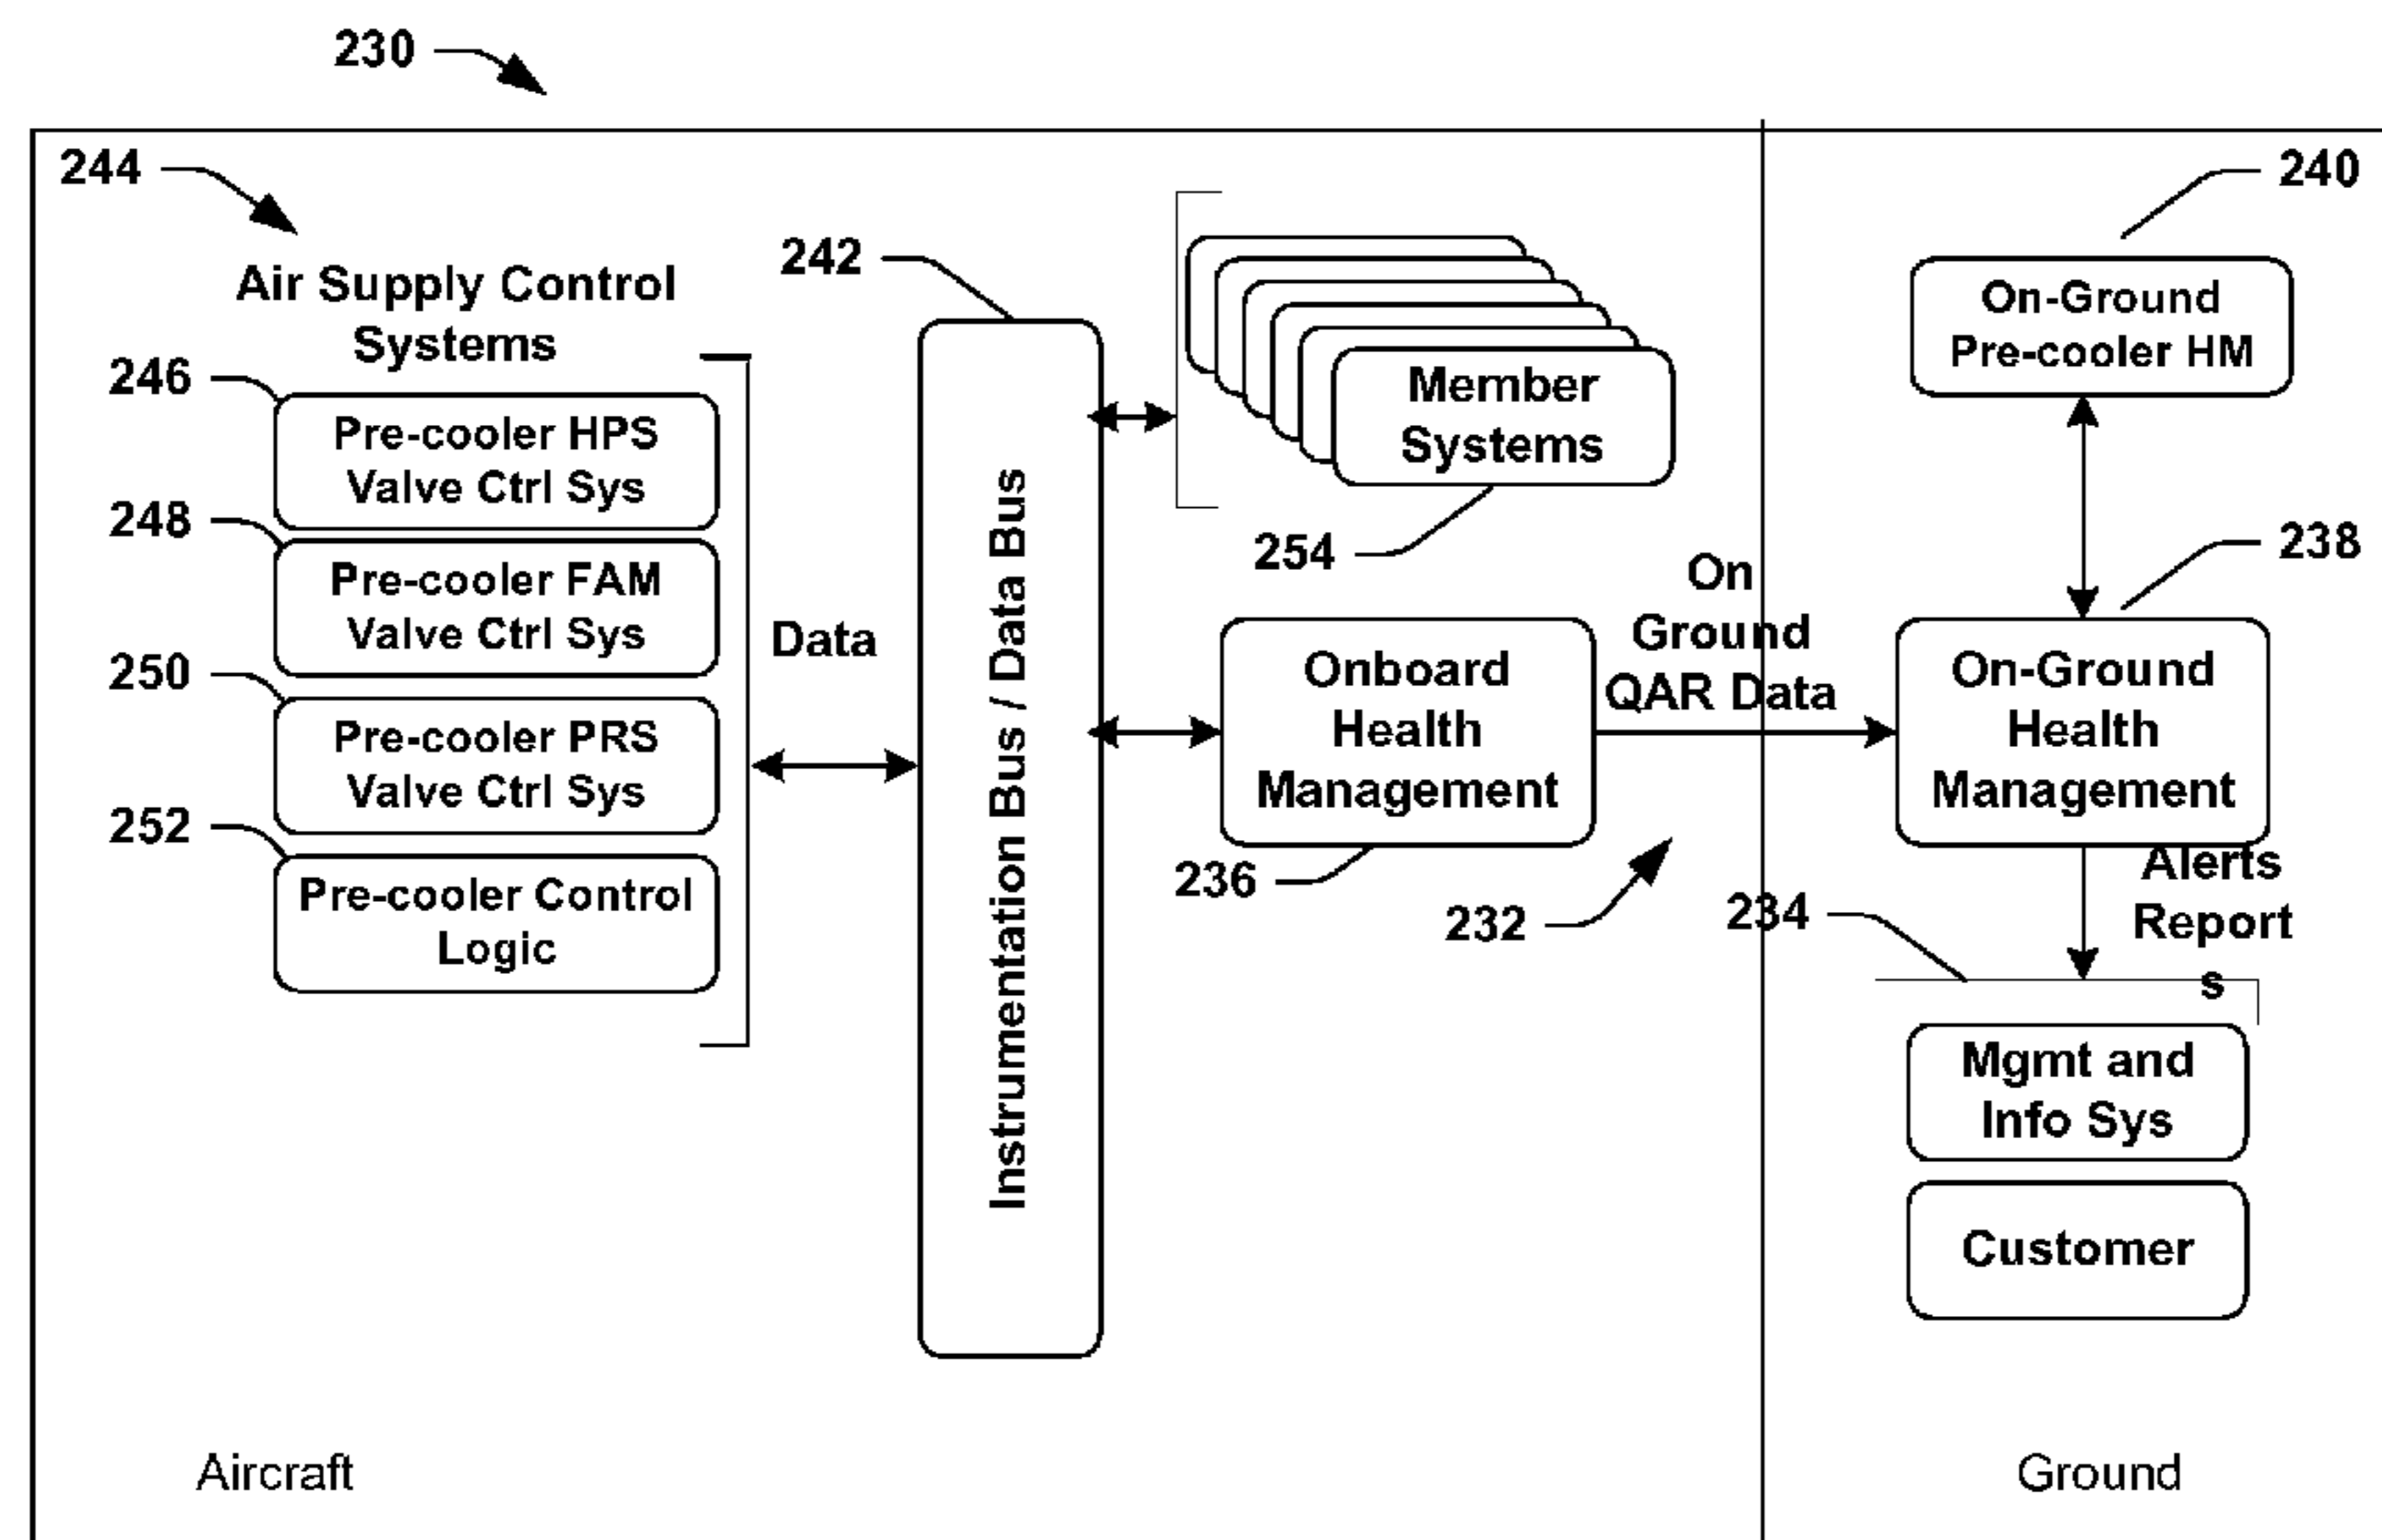 230
244
Air Supply Control
Systems
246
Pre-cooler HPS
Valve Ctrl Sys
248
Pre-cooler FAM
Valve Ctrl Sys
250
Pre-cooler PRS
Valve Ctrl Sys
252
Pre-cooler Control
Logic
Data
242
Instrumentation Bus / Data Bus
Member
Systems
254
Onboard
Health
Management
236
232
On
Ground
QAR Data
240
On-Ground
Pre-cooler HM
238
On-Ground
Health
Management
234
Alerts
Report
s
Mgmt and
Info Sys
Customer
Aircraft
Ground